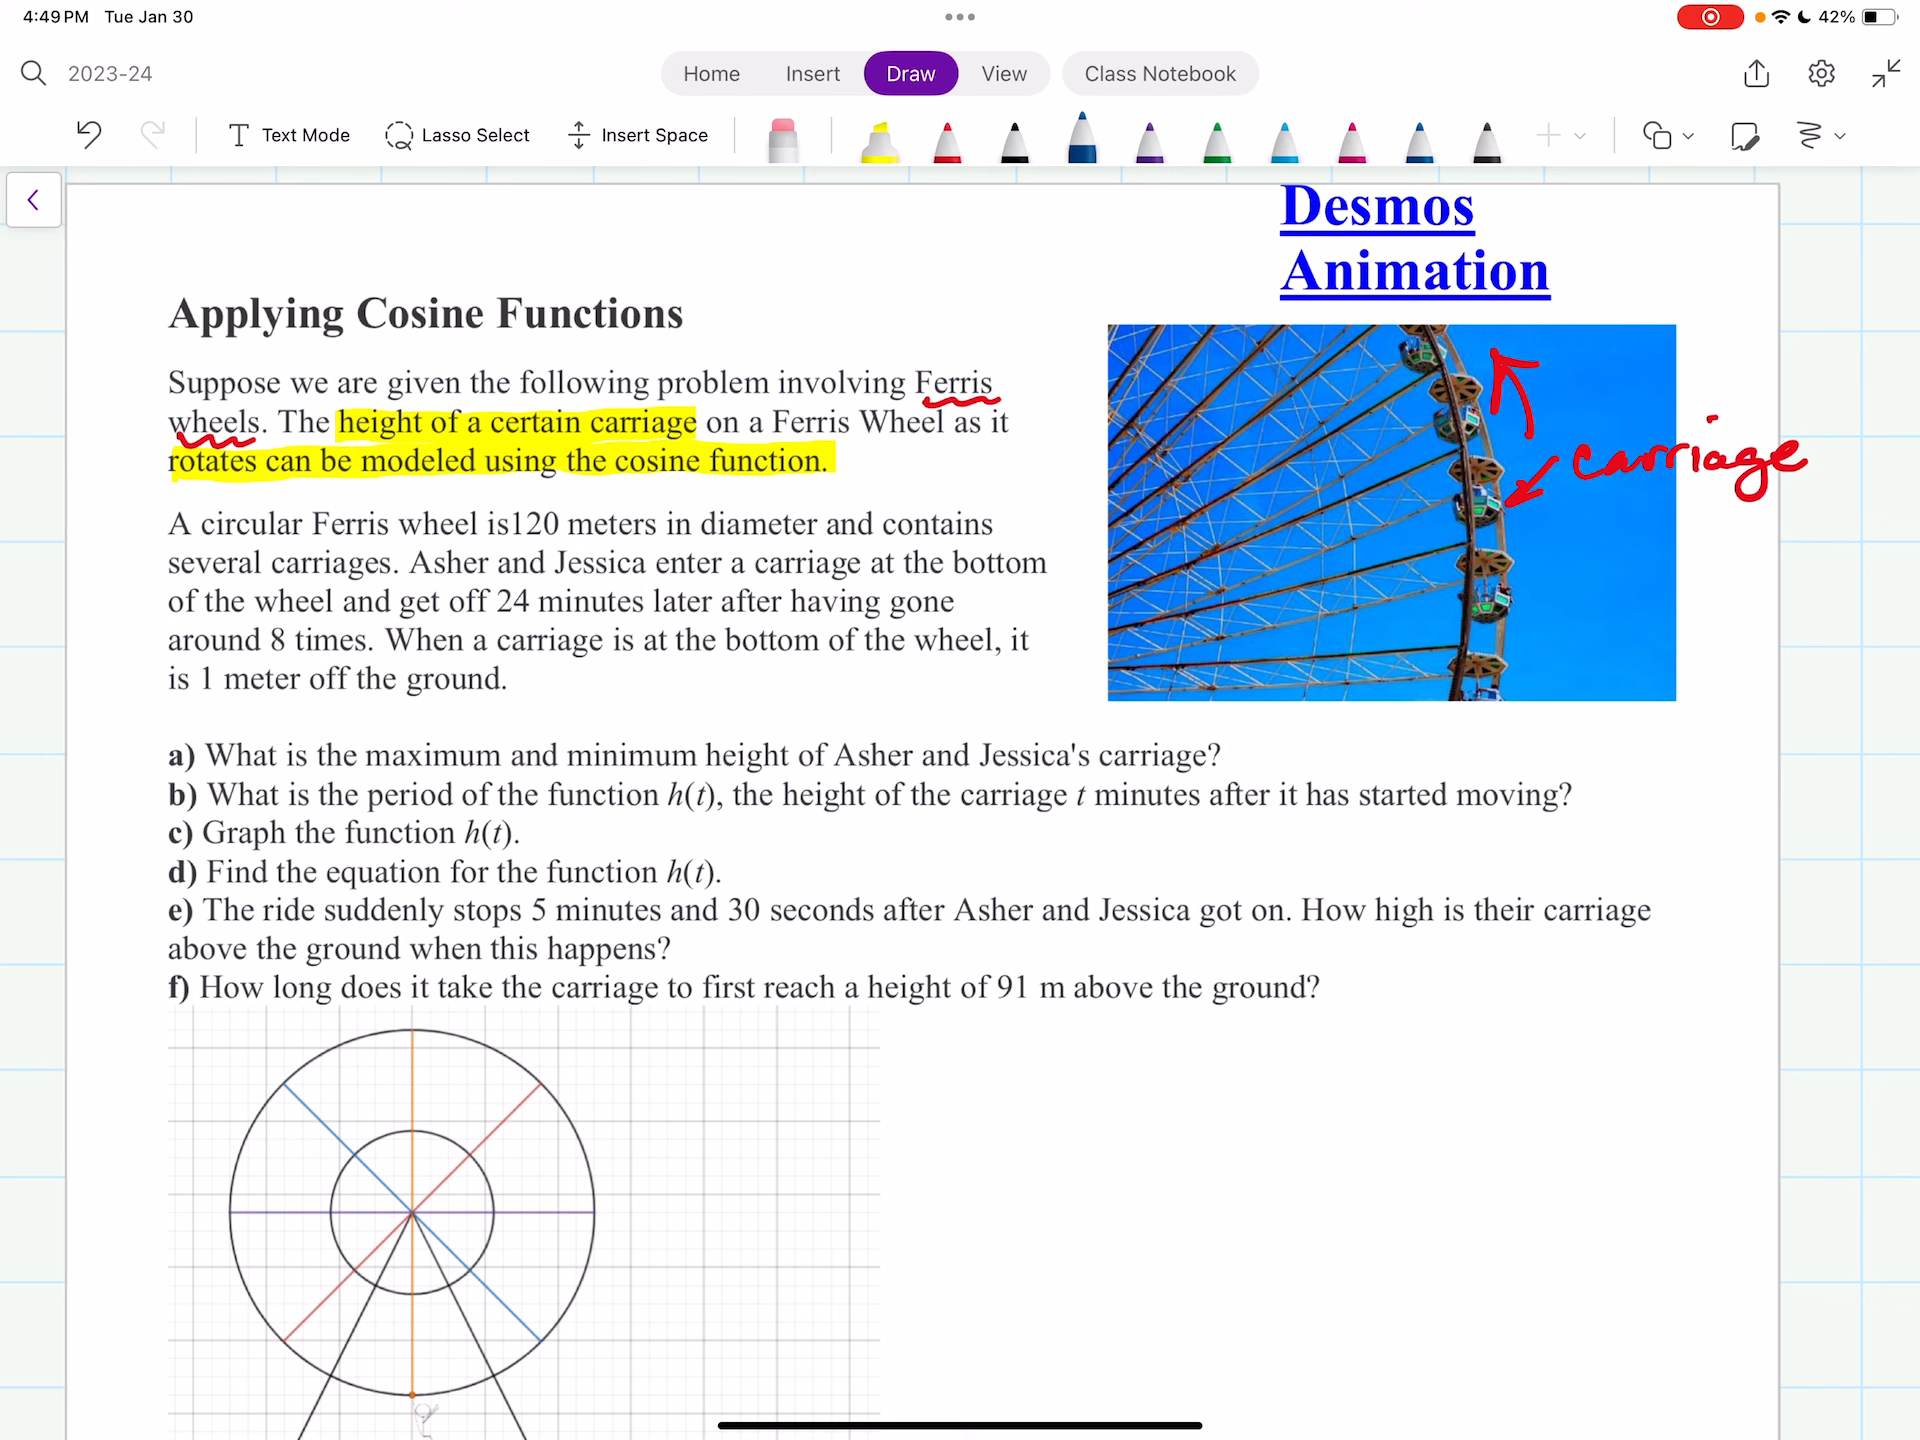 4:49 PM Tue Jan 30
42%
2023-24
Home Insert Draw View Class Notebook
Text Mode Lasso Select Insert Space
Desmos
Animation
Applying Cosine Functions
Suppose we are given the following problem involving Ferris
wheels. The height of a certain carriage on a Ferris Wheel as it
rotates can be modeled using the cosine function.
carriage
A circular Ferris wheel is120 meters in diameter and contains
several carriages. Asher and Jessica enter a carriage at the bottom
of the wheel and get off 24 minutes later after having gone
around 8 times. When a carriage is at the bottom of the wheel, it
is 1 meter off the ground.
a) What is the maximum and minimum height of Asher and Jessica's carriage?
b) What is the period of the function h(t), the height of the carriage t minutes after it has started moving?
c) Graph the function h(t).
d) Find the equation for the function h(t).
e) The ride suddenly stops 5 minutes and 30 seconds after Asher and Jessica got on. How high is their carriage
above the ground when this happens?
f) How long does it take the carriage to first reach a height of 91 m above the ground?